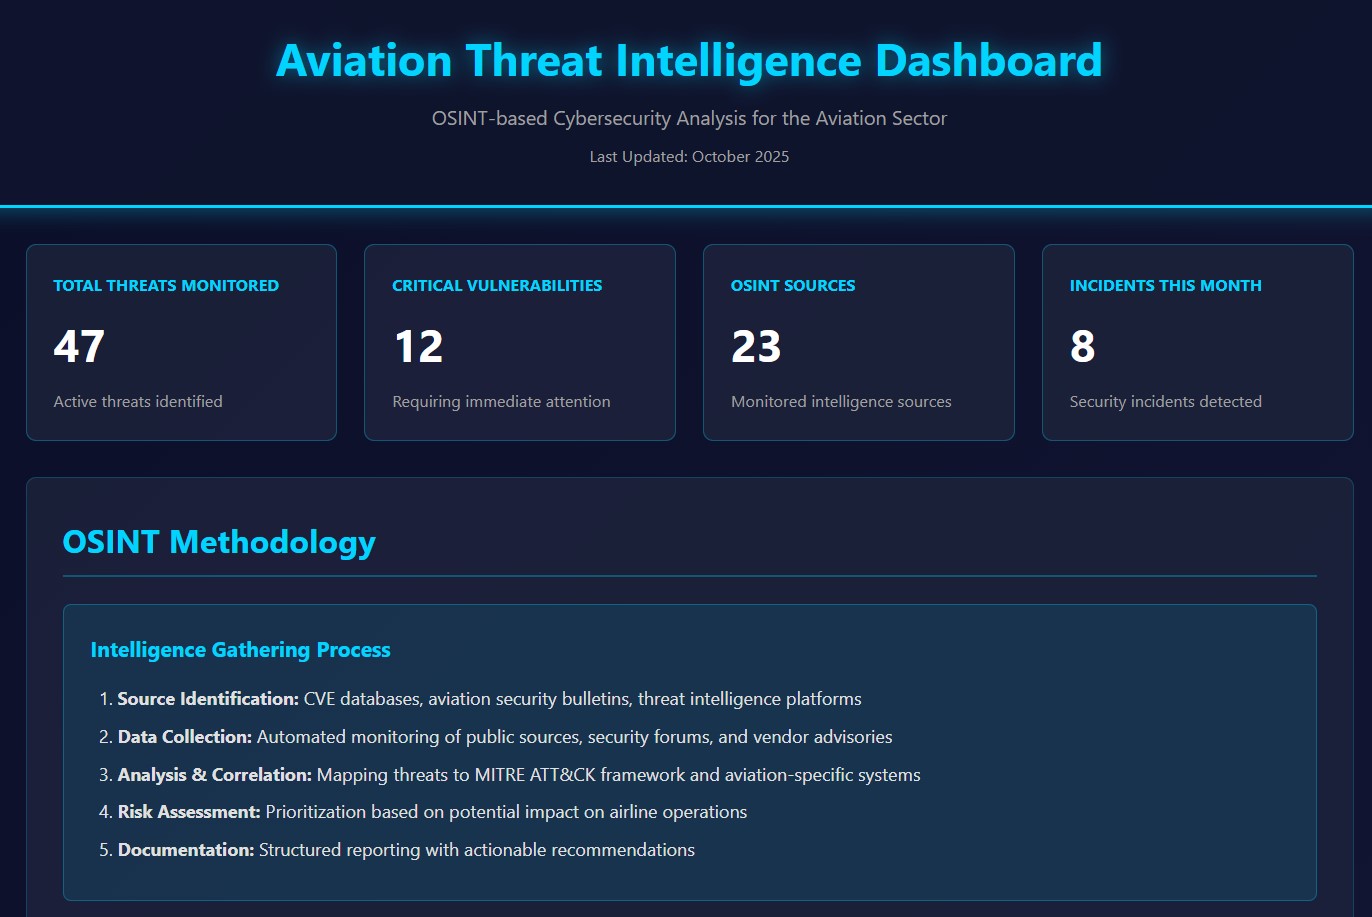 Aviation Threat Intelligence Dashboard
OSINT-based Cybersecurity Analysis for the Aviation Sector
Last Updated: October 2025
TOTAL THREATS MONITORED
47
Active threats identified
CRITICAL VULNERABILITIES
12
Requiring immediate attention
OSINT SOURCES
23
Monitored intelligence sources
INCIDENTS THIS MONTH
8
Security incidents detected
OSINT Methodology
Intelligence Gathering Process
1. Source Identification: CVE databases, aviation security bulletins, threat intelligence platforms
2. Data Collection: Automated monitoring of public sources, security forums, and vendor advisories
3. Analysis & Correlation: Mapping threats to MITRE ATT&CK framework and aviation-specific systems
4. Risk Assessment: Prioritization based on potential impact on airline operations
5. Documentation: Structured reporting with actionable recommendations